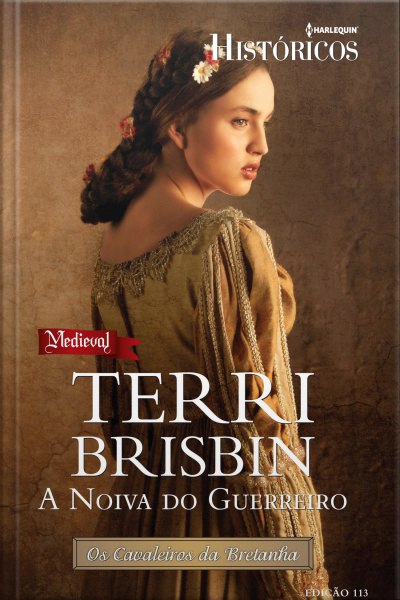 HARLEQUIN
HISTÓRICOS
Medieval
TERRI
BRISBIN
A NOIVA DO GUERREIRO
Os Cavaleiros da Bretanha
EDIÇÃO 113